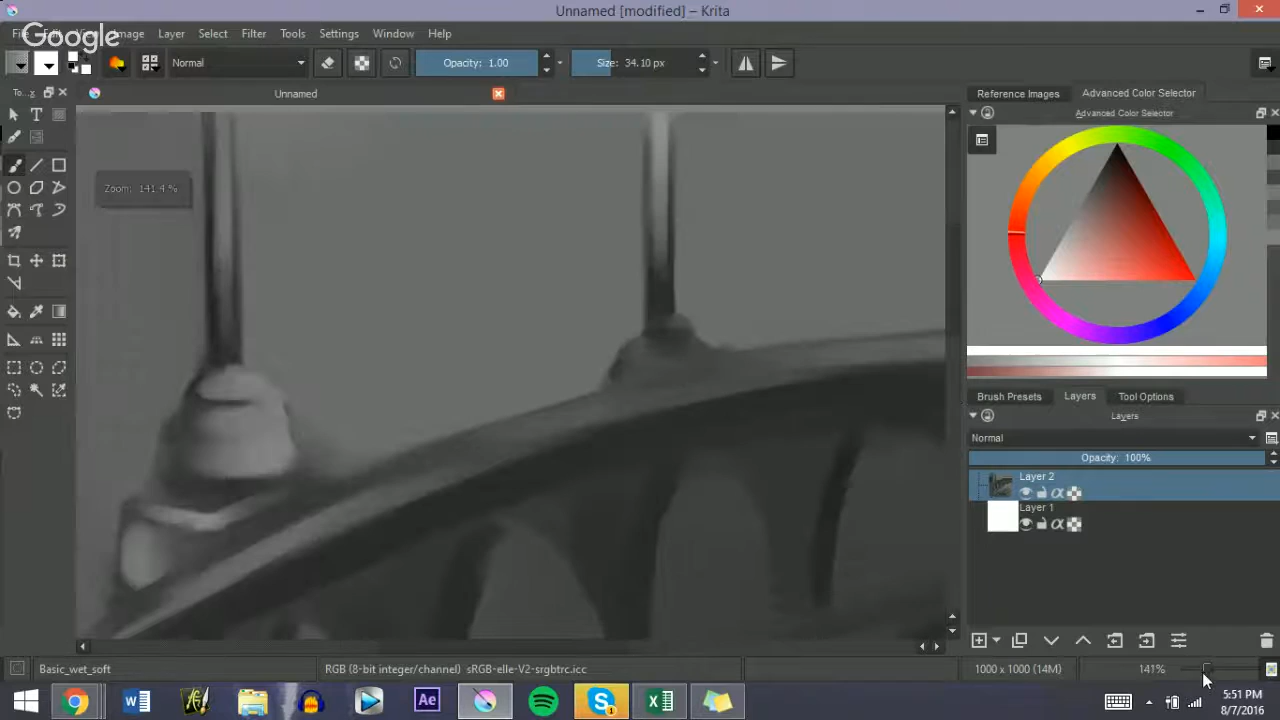 Unnamed [modified] – Krita
Google
File
Image
Layer
Select
Filter
Tools
Settings
Window
Help
Normal
Opacity: 1.00
Size: 34.10 px
To...
Unnamed
Reference Images
Advanced Color Selector
Advanced Color Selector
Zoom: 141.4 %
Brush Presets
Layers
Tool Options
Layers
Normal
Opacity: 100%
Layer 2
Layer 1
Basic_wet_soft
RGB (8-bit integer/channel) sRGB-elle-V2-srgbtrc.icc
1000 x 1000 (14M)
141%
5:51 PM
8/7/2016